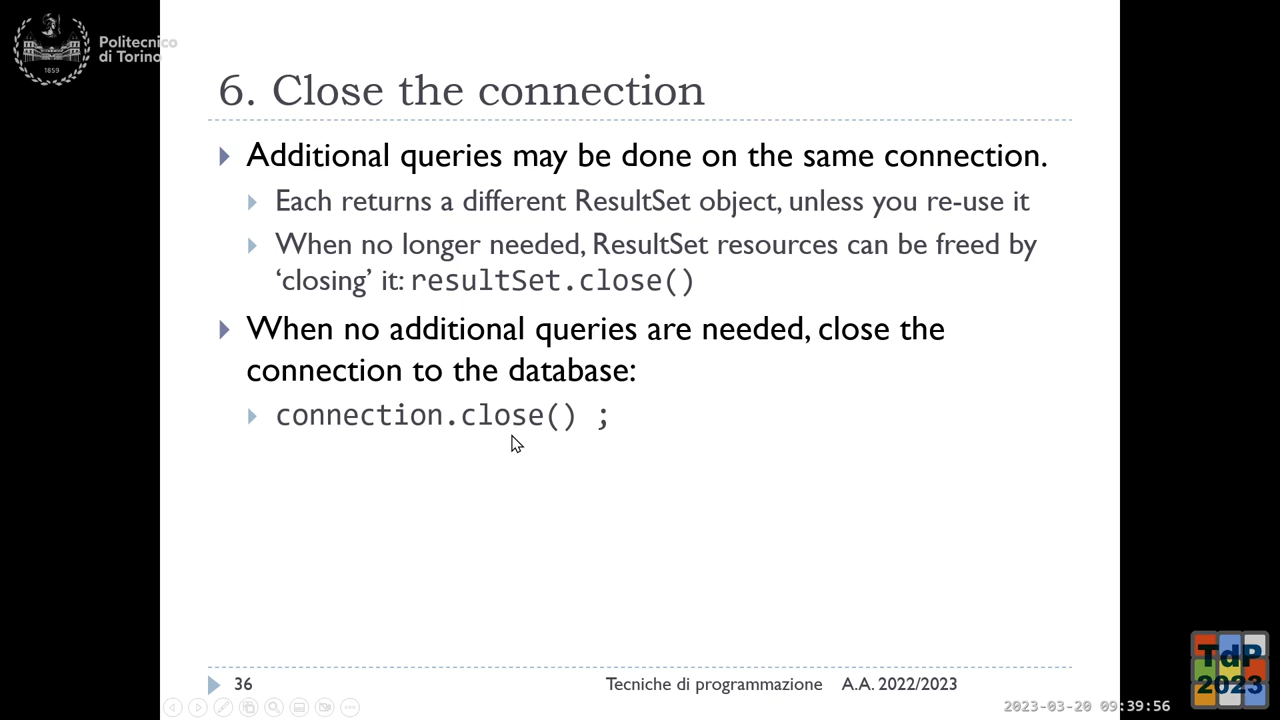 Politecnico
di Torino
1859
6. Close the connection
Additional queries may be done on the same connection.
Each returns a different ResultSet object, unless you re-use it
When no longer needed, ResultSet resources can be freed by
‘closing’ it: resultSet.close()
When no additional queries are needed, close the
connection to the database:
connection.close() ;
36
Tecniche di programmazione A.A. 2022/2023
2023-03-20 09:39:56
TdP
2023